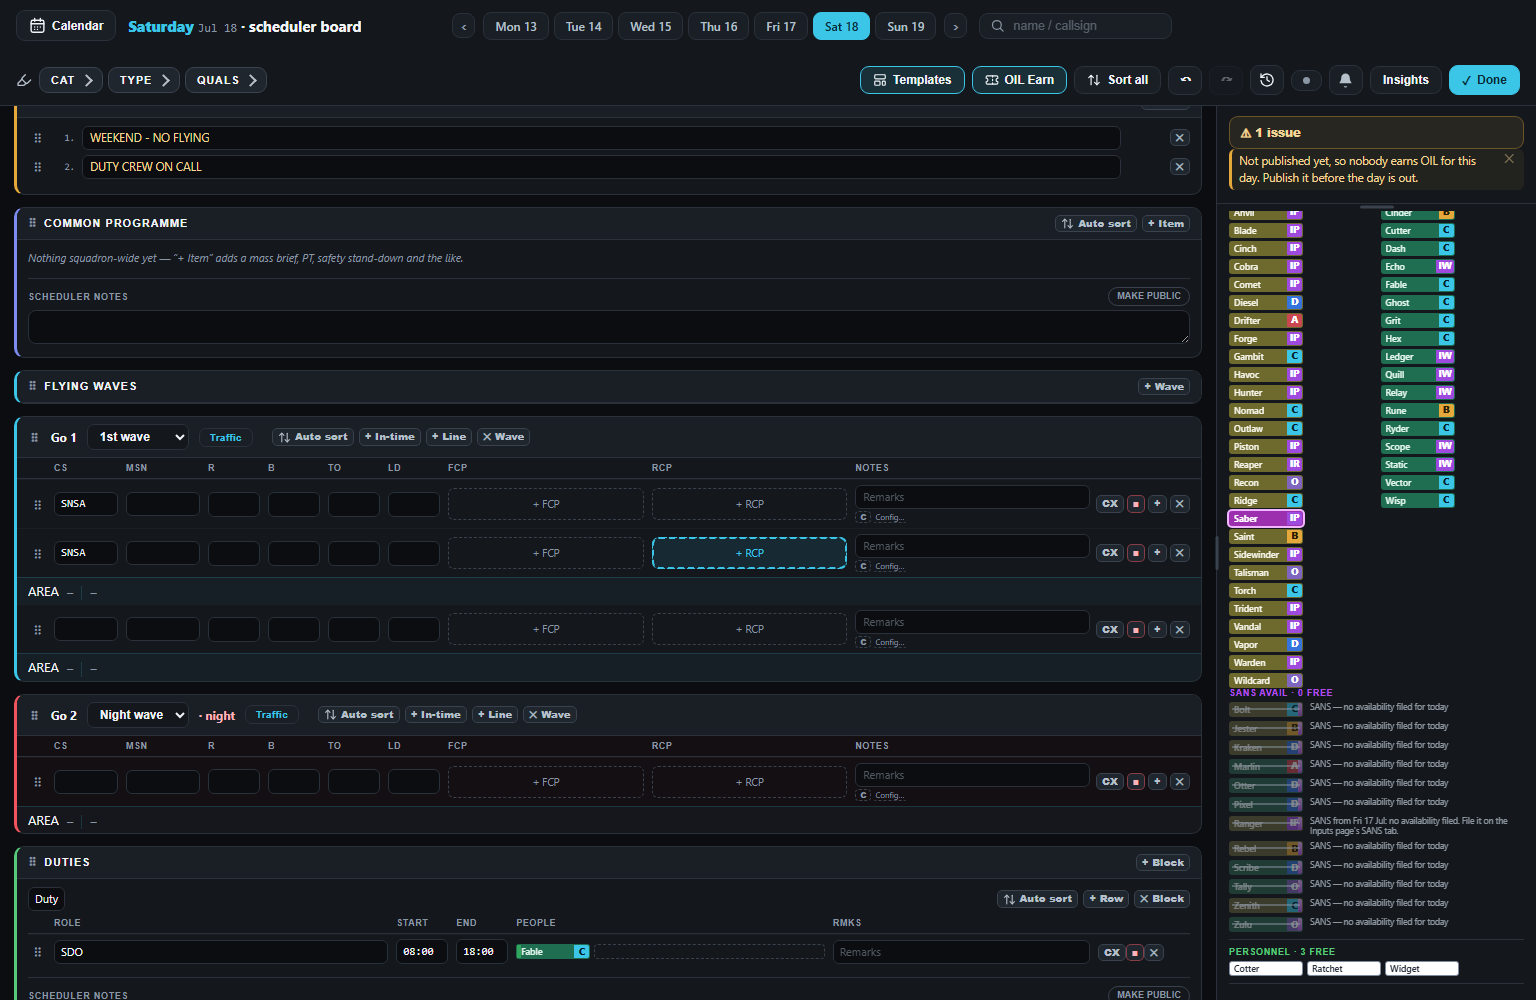 Calendar
Saturday Jul 18 · scheduler board
‹ Mon 13 Tue 14 Wed 15 Thu 16 Fri 17 Sat 18 Sun 19 ›
name / callsign
CAT TYPE QUALS
Templates OIL Earn Sort all Insights ✓ Done
1. WEEKEND - NO FLYING ✕
2. DUTY CREW ON CALL ✕
COMMON PROGRAMME Auto sort + Item
Nothing squadron-wide yet — "+ Item" adds a mass brief, PT, safety stand-down and the like.
SCHEDULER NOTES MAKE PUBLIC
FLYING WAVES + Wave
Go 1 1st wave Traffic Auto sort + In-time + Line ✕ Wave
CS MSN R B TO LD FCP RCP NOTES
SNSA + FCP + RCP Remarks CX + ✕
C Config...
SNSA + FCP + RCP Remarks CX + ✕
C Config...
AREA – –
+ FCP + RCP Remarks CX + ✕
C Config...
AREA – –
Go 2 Night wave · night Traffic Auto sort + In-time + Line ✕ Wave
CS MSN R B TO LD FCP RCP NOTES
+ FCP + RCP Remarks CX + ✕
C Config...
AREA – –
DUTIES + Block
Duty Auto sort + Row ✕ Block
ROLE START END PEOPLE RMKS
SDO 08:00 18:00 Fable C Remarks CX ✕
SCHEDULER NOTES MAKE PUBLIC
⚠ 1 issue
Not published yet, so nobody earns OIL for this ✕
day. Publish it before the day is out.
Anvil IP Cinder B
Blade IP Cutter C
Cinch IP Dash C
Cobra IP Echo IW
Comet IP Fable C
Diesel D Ghost C
Drifter A Grit C
Forge IP Hex C
Gambit C Ledger IW
Havoc IP Quill IW
Hunter IP Relay IW
Nomad C Rune B
Outlaw C Ryder C
Piston IP Scope IW
Reaper IR Static IW
Recon O Vector C
Ridge C Wisp C
Saber IP
Saint B
Sidewinder IP
Talisman O
Torch C
Trident IP
Vandal IP
Vapor D
Warden IP
Wildcard O
SANS AVAIL · 0 FREE
Bolt C SANS — no availability filed for today
Jester B SANS — no availability filed for today
Kraken D SANS — no availability filed for today
Marlin A SANS — no availability filed for today
Otter D SANS — no availability filed for today
Pixel D SANS — no availability filed for today
Ranger IP SANS from Fri 17 Jul: no availability filed. File it on the
Inputs page's SANS tab.
Rebel B SANS — no availability filed for today
Scribe D SANS — no availability filed for today
Tally O SANS — no availability filed for today
Zenith C SANS — no availability filed for today
Zulu O SANS — no availability filed for today
PERSONNEL · 3 FREE
Cotter Ratchet Widget